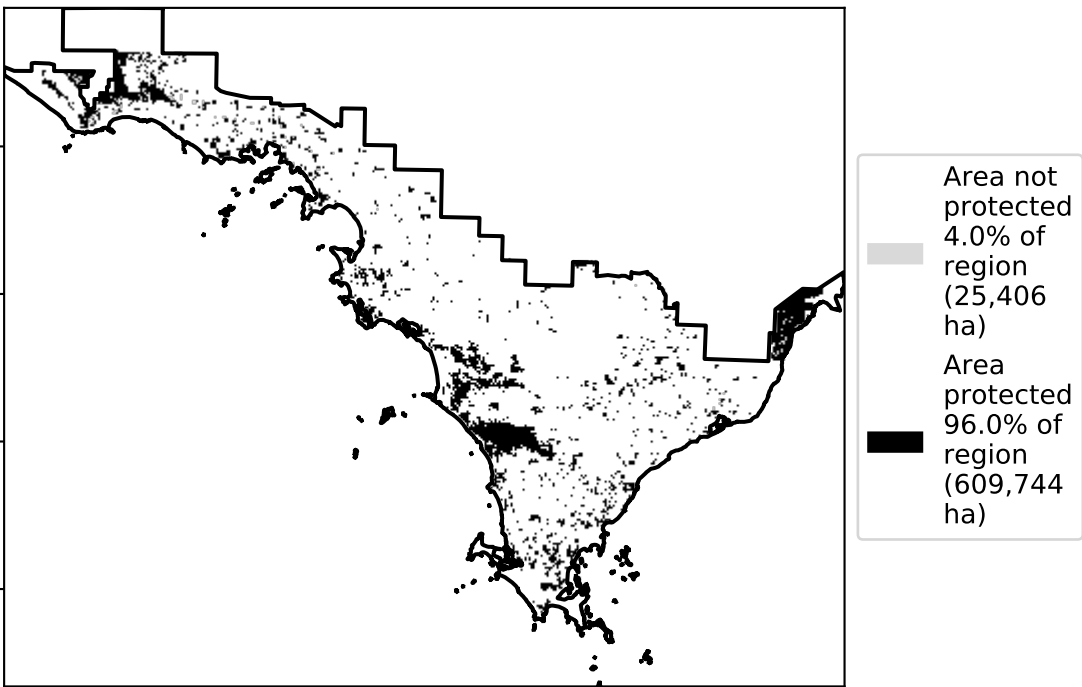 Area not
protected
4.0% of
region
(25,406
ha)
Area
protected
96.0% of
region
(609,744
ha)